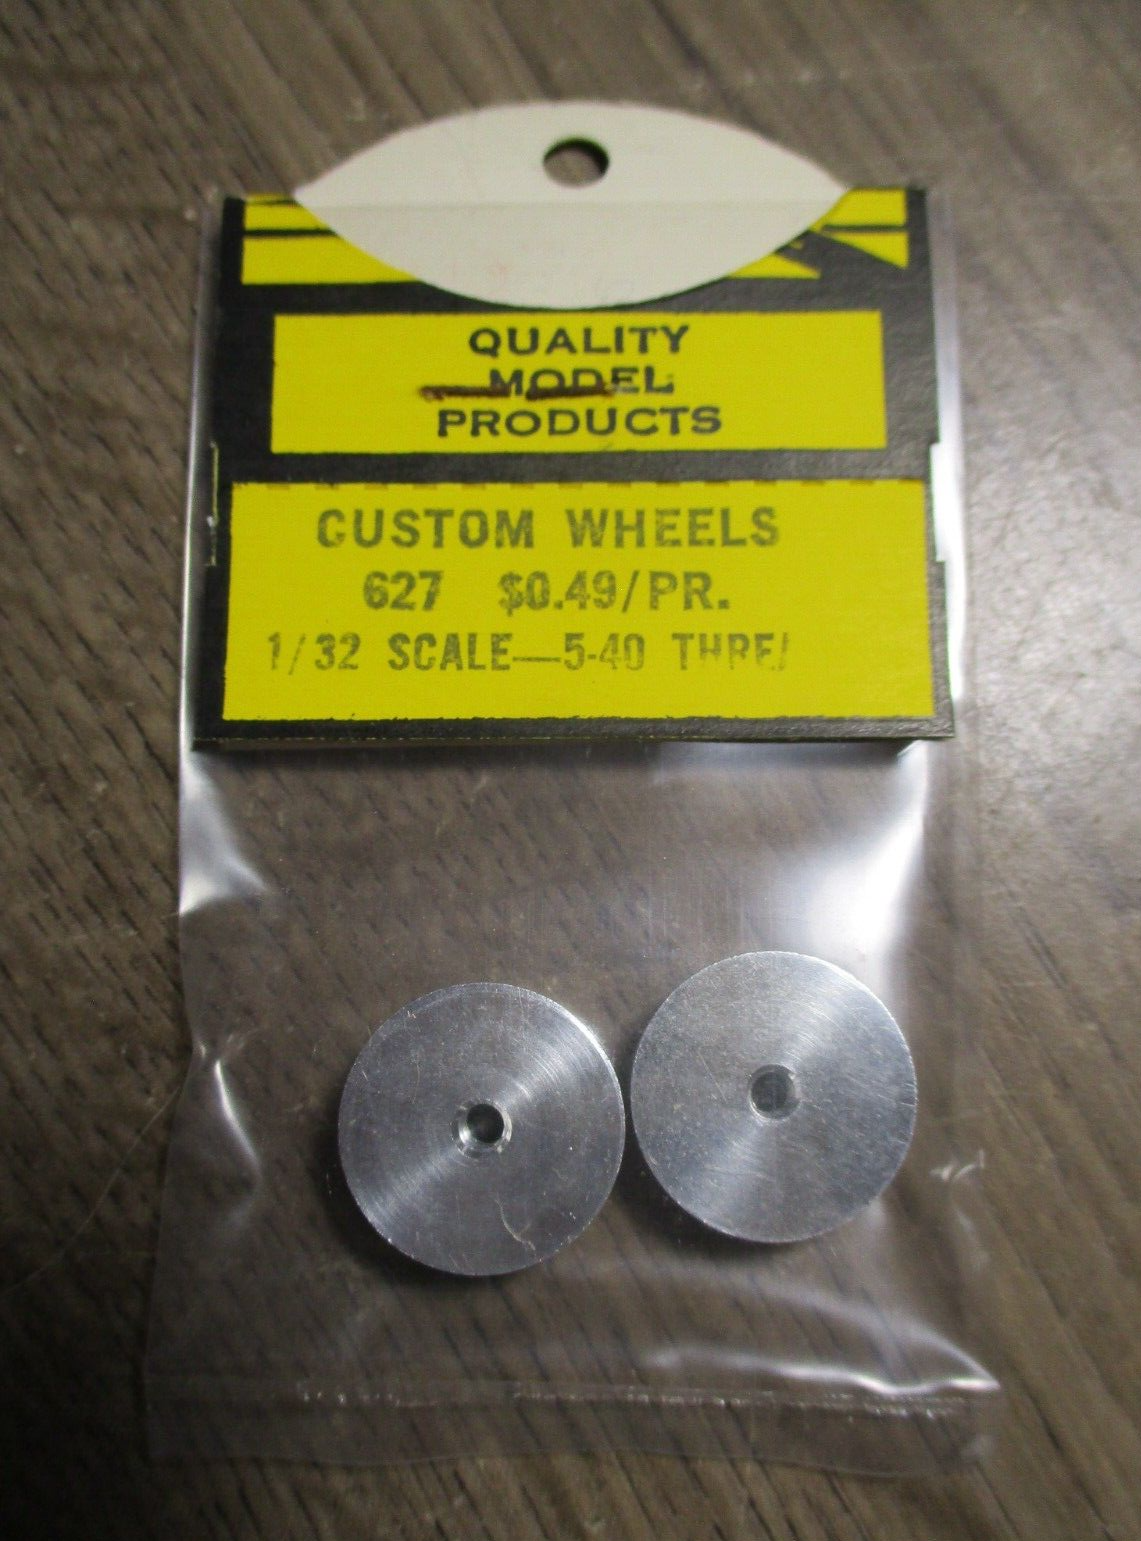 QUALITY
MODEL
PRODUCTS
CUSTOM WHEELS
627 $0.49/PR.
1/32 SCALE—5-40 THRE/